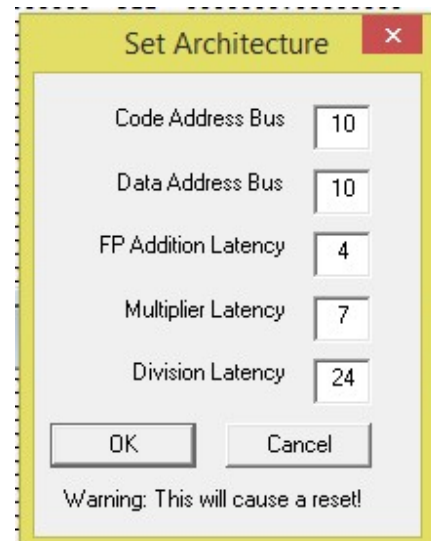 Set Architecture
Code Address Bus 10
Data Address Bus 10
FP Addition Latency 4
Multiplier Latency 7
Division Latency 24
OK Cancel
Warning: This will cause a reset!